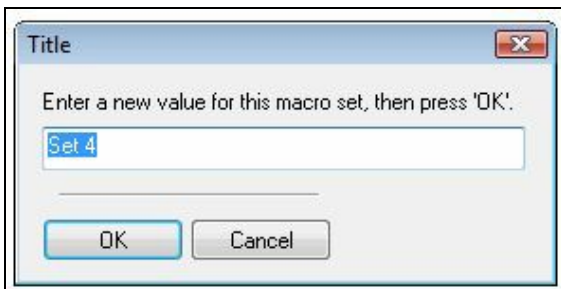 Title
Enter a new value for this macro set, then press 'OK'.
Set 4
OK Cancel